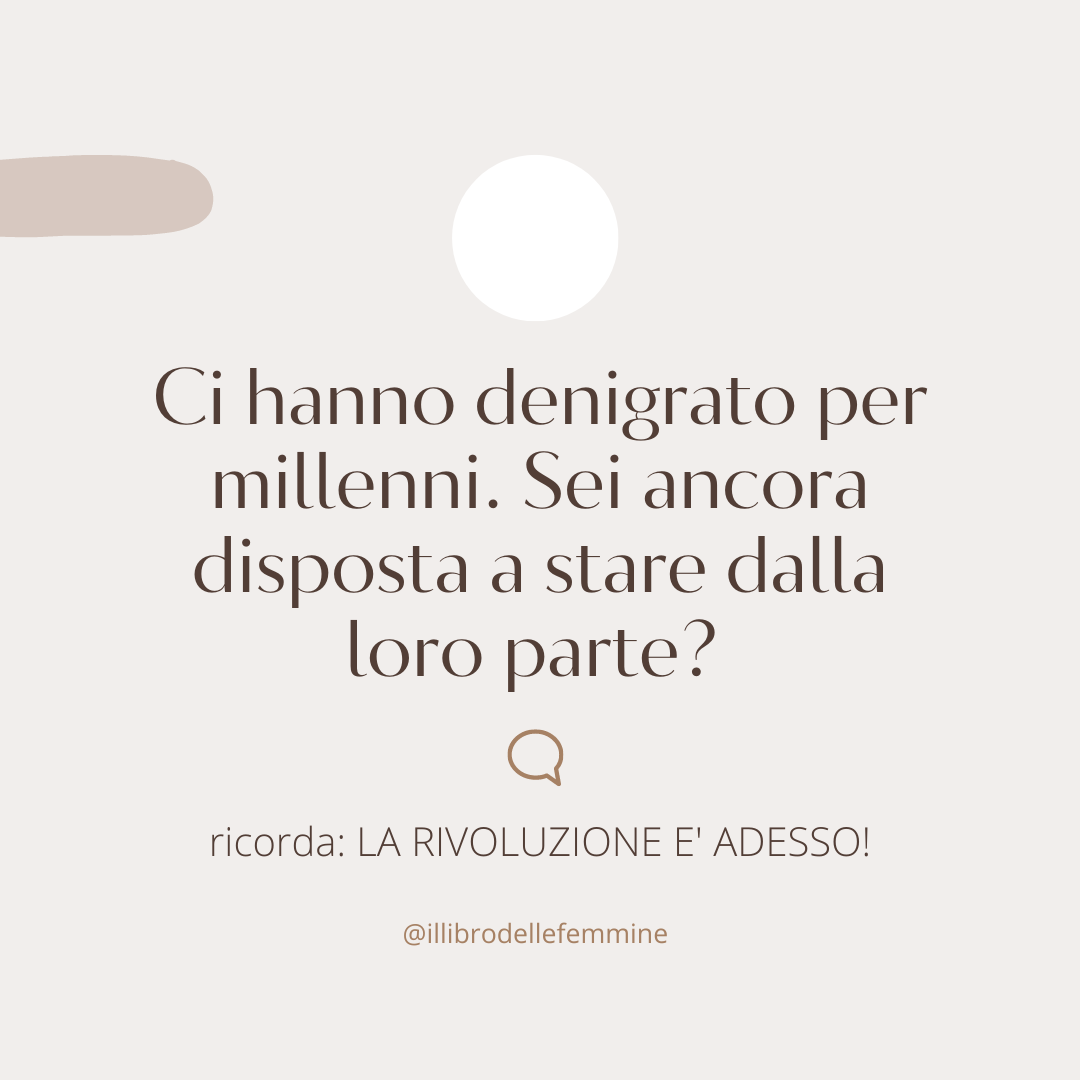 Ci hanno denigrato per
millenni. Sei ancora
disposta a stare dalla
loro parte?
ricorda: LA RIVOLUZIONE E' ADESSO!
@illibrodellefemmine